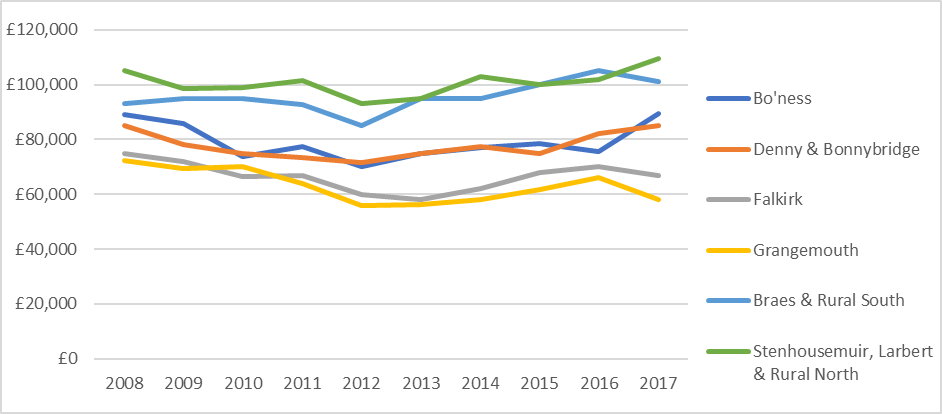 £120,000
£100,000
£80,000
£60,000
£40,000
£20,000
£0
2008 2009 2010 2011 2012 2013 2014 2015 2016 2017
Bo'ness
Denny & Bonnybridge
Falkirk
Grangemouth
Braes & Rural South
Stenhousemuir, Larbert
& Rural North